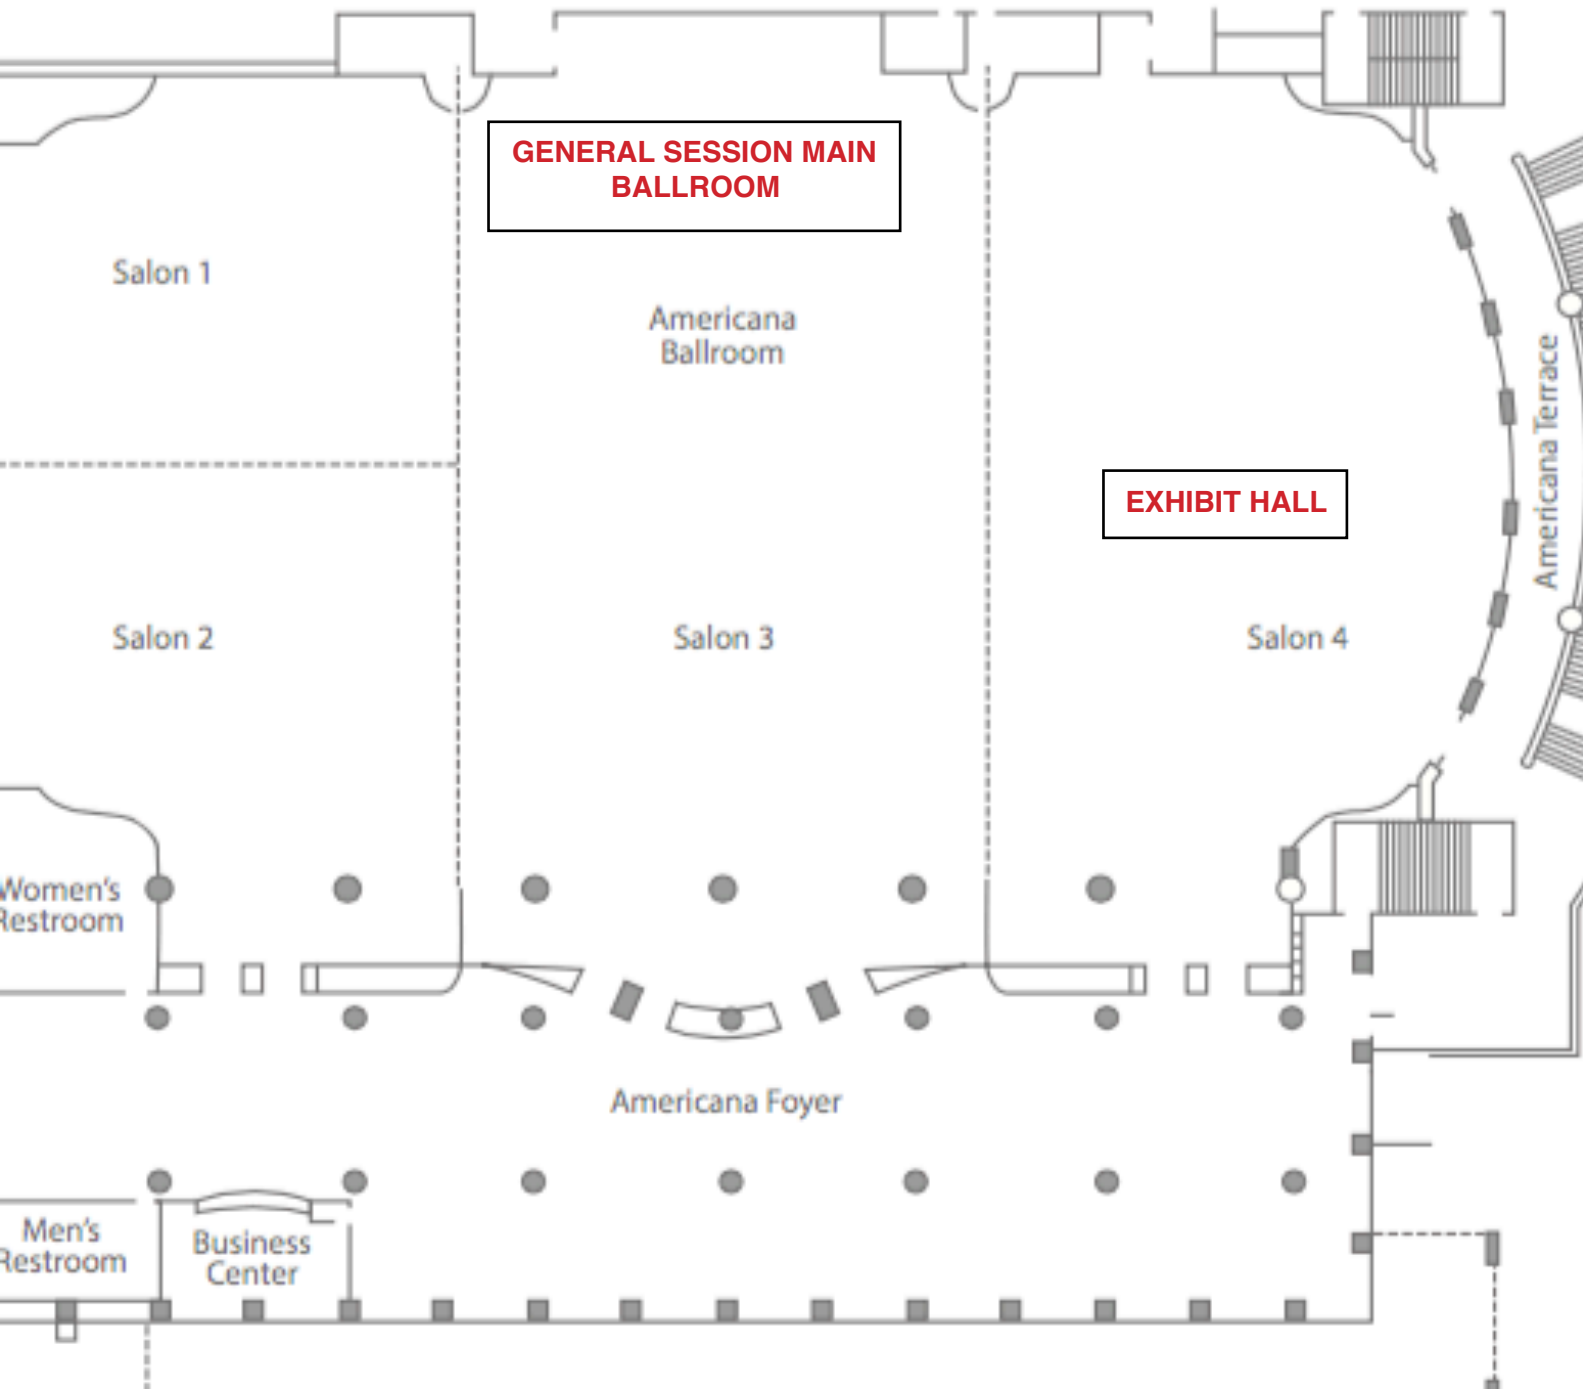 GENERAL SESSION MAIN
BALLROOM
Salon 1
Americana
Ballroom
Americana Terrace
EXHIBIT HALL
Salon 2
Salon 3
Salon 4
Women's
Restroom
Americana Foyer
Men's
Restroom
Business
Center